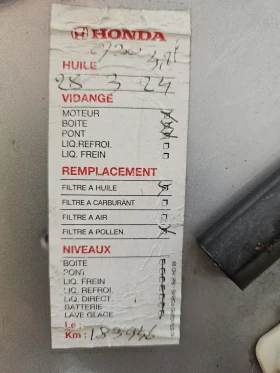 HONDA
HUILE
28 3 24
VIDANGE
MOTEUR
BOITE
PONT
LIQ.REFROI.
LIQ. FREIN
REMPLACEMENT
FILTRE A HUILE
FILTRE A CARBURANT
FILTRE A AIR
FILTRE A POLLEN
NIVEAUX
BOITE
PONT
LIQ. FREIN
LIQ. REFROI.
LIQ. DIRECT.
BATTERIE
LAVE GLACE
Le :
Km :